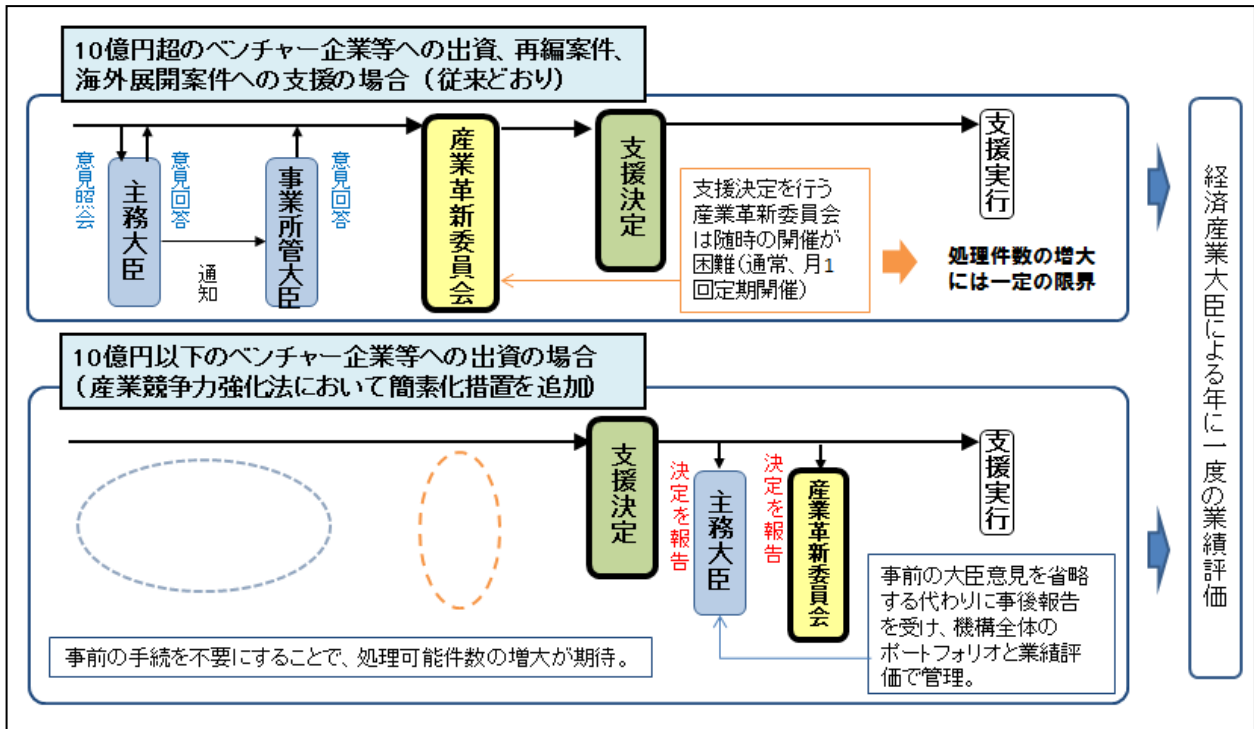 10億円超のベンチャー企業等への出資、再編案件、
海外展開案件への支援の場合（従来どおり）
意見照会
主務大臣
意見回答
通知
事業所管大臣
意見回答
産業革新委員会
支援決定
支援決定を行う
産業革新委員会
は随時の開催が
困難(通常、月1
回定期開催)
処理件数の増大
には一定の限界
支援実行
10億円以下のベンチャー企業等への出資の場合
（産業競争力強化法において簡素化措置を追加）
支援決定
決定を報告
主務大臣
決定を報告
産業革新委員会
支援実行
事前の手続を不要にすることで、処理可能件数の増大が期待。
事前の大臣意見を省略
する代わりに事後報告
を受け、機構全体の
ポートフォリオと業績評
価で管理。
経済産業大臣による年に一度の業績評価